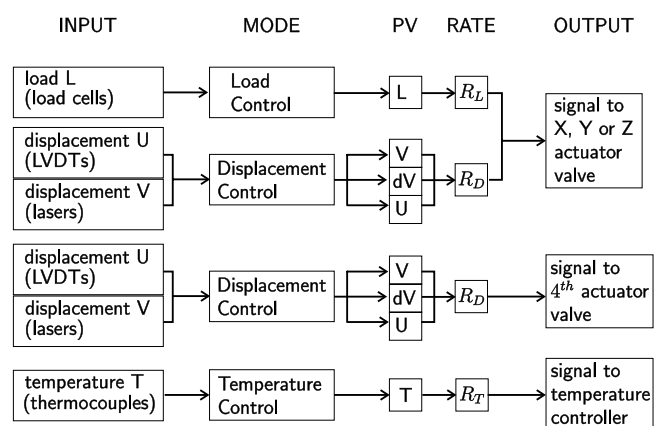 INPUT MODE PV RATE OUTPUT
load L
(load cells)
Load
Control
L
R_L
signal to
X, Y or Z
actuator
valve
displacement U
(LVDTs)
displacement V
(lasers)
Displacement
Control
V
dV
U
R_D
displacement U
(LVDTs)
displacement V
(lasers)
Displacement
Control
V
dV
U
R_D
signal to
4^th actuator
valve
temperature T
(thermocouples)
Temperature
Control
T
R_T
signal to
temperature
controller